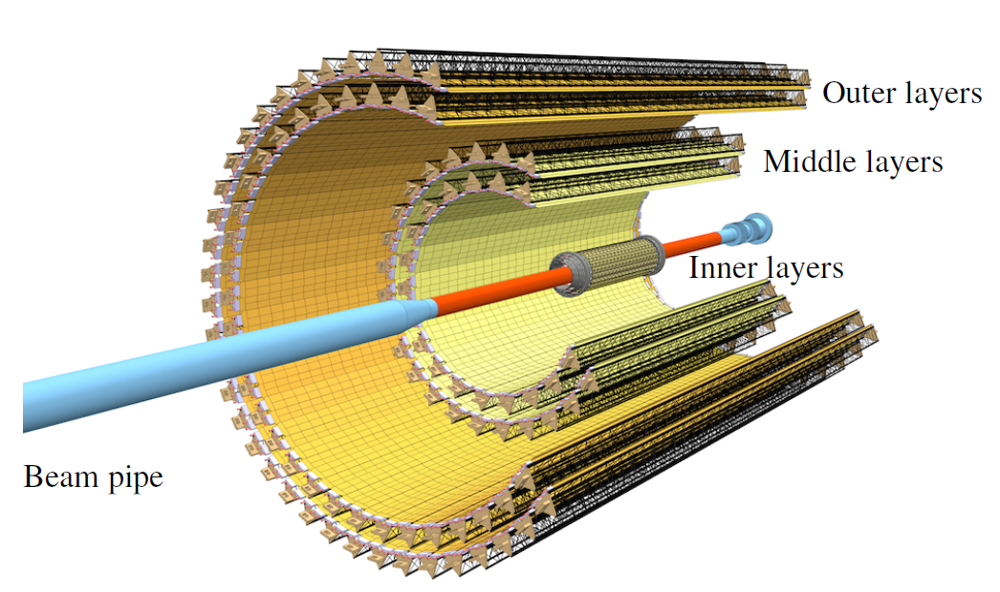 Outer layers
Middle layers
Inner layers
Beam pipe